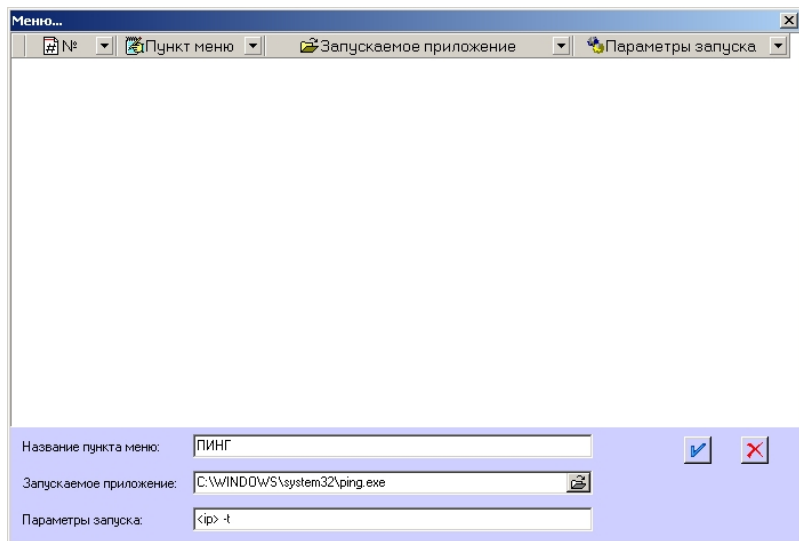 Меню...
№ Пункт меню Запускаемое приложение Параметры запуска
Название пункта меню: ПИНГ
Запускаемое приложение: C:\WINDOWS\system32\ping.exe
Параметры запуска: <ip> -t